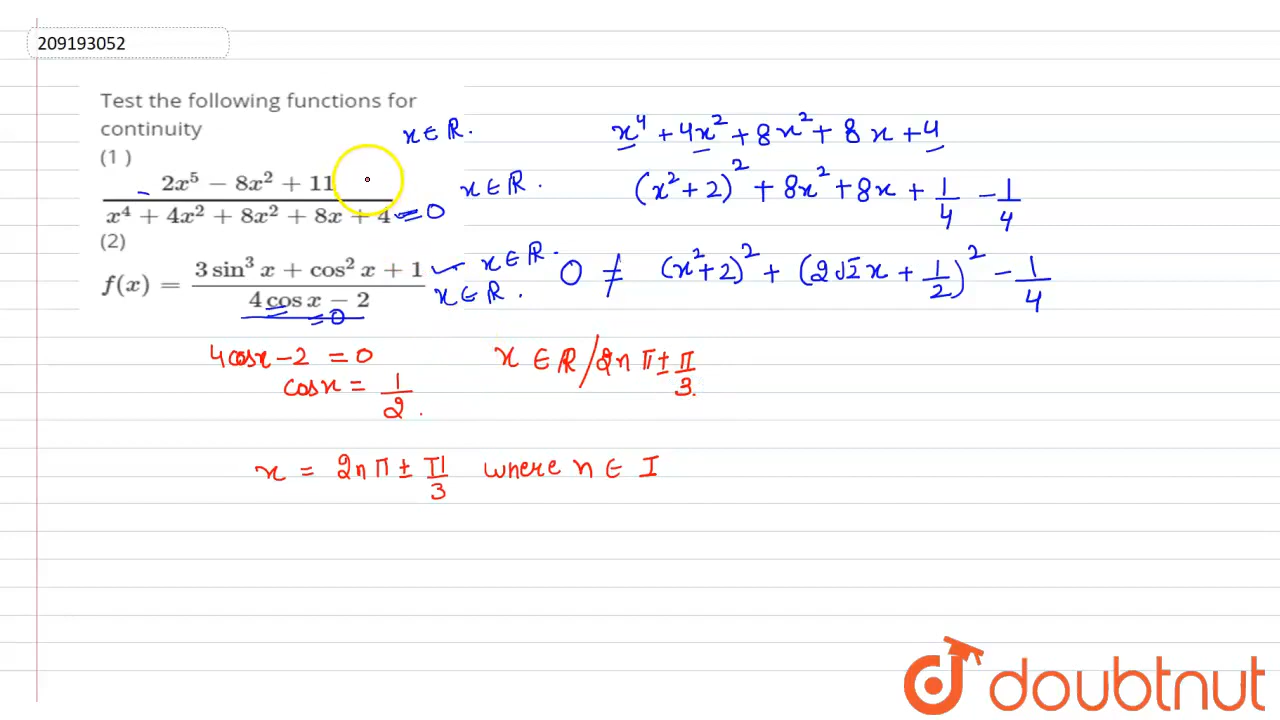 209193052
Test the following functions for
continuity
(1 )
2x⁵ − 8x² + 11
x⁴ + 4x² + 8x² + 8x + 4 = 0
(2)
f(x) = 3 sin³ x + cos² x + 1
4 cos x − 2
= 0
x ∈ ℝ.
x ∈ ℝ.
x ∈ ℝ.
x ∈ ℝ.
x⁴ + 4x² + 8x² + 8x + 4
(x² + 2)² + 8x² + 8x + 1/4 − 1/4
0 ≠ (x² + 2)² + (2√2x + 1/2)² − 1/4
4cosx − 2 = 0
cosx = 1/2.
x ∈ ℝ/2nπ ± π/3.
x = 2nπ ± π/3 where n ∈ I
doubtnut